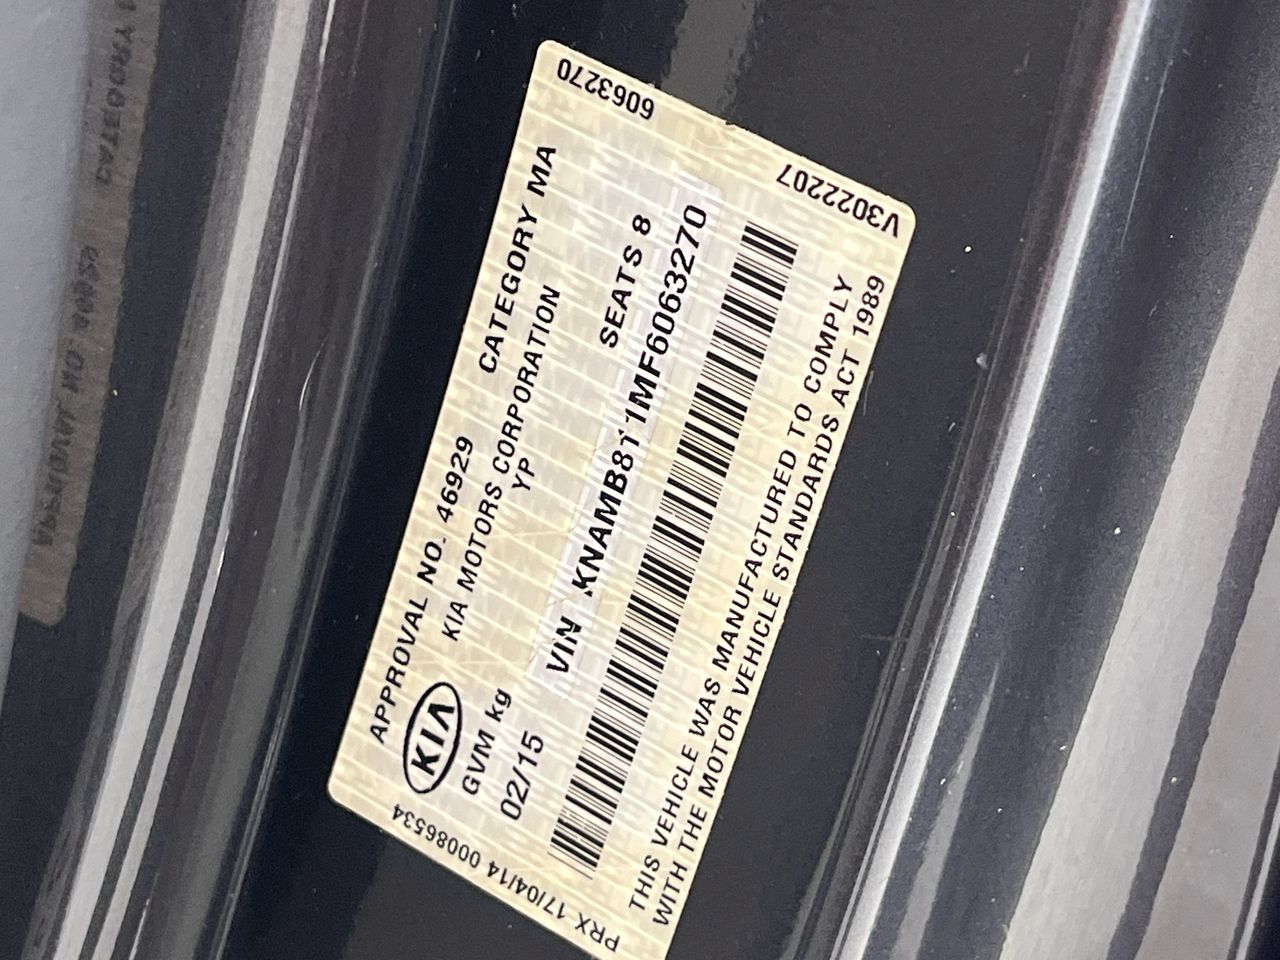 APPROVAL NO. 46929 CATEGORY MA
KIA KIA MOTORS CORPORATION
GVM kg YP
02/15 SEATS 8
VIN KNAMB811MF6063270
THIS VEHICLE WAS MANUFACTURED TO COMPLY
WITH THE MOTOR VEHICLE STANDARDS ACT 1989
PRX 17/04/14 00086534
V3022207 6063270